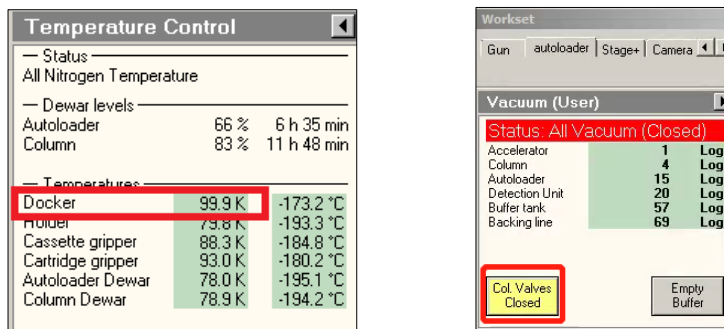 Temperature Control
Status
All Nitrogen Temperature
Dewar levels
Autoloader 66 % 6 h 35 min
Column 83 % 11 h 48 min
Temperatures
Docker 99.9 K -173.2 °C
Holder 79.8 K -193.3 °C
Cassette gripper 88.3 K -184.8 °C
Cartridge gripper 93.0 K -180.2 °C
Autoloader Dewar 78.0 K -195.1 °C
Column Dewar 78.9 K -194.2 °C
Workset
Gun autoloader Stage+ Camera
Vacuum (User)
Status: All Vacuum (Closed)
Accelerator 1 Log
Column 4 Log
Autoloader 15 Log
Detection Unit 20 Log
Buffer tank 57 Log
Backing line 69 Log
Col. Valves Empty
Closed Buffer